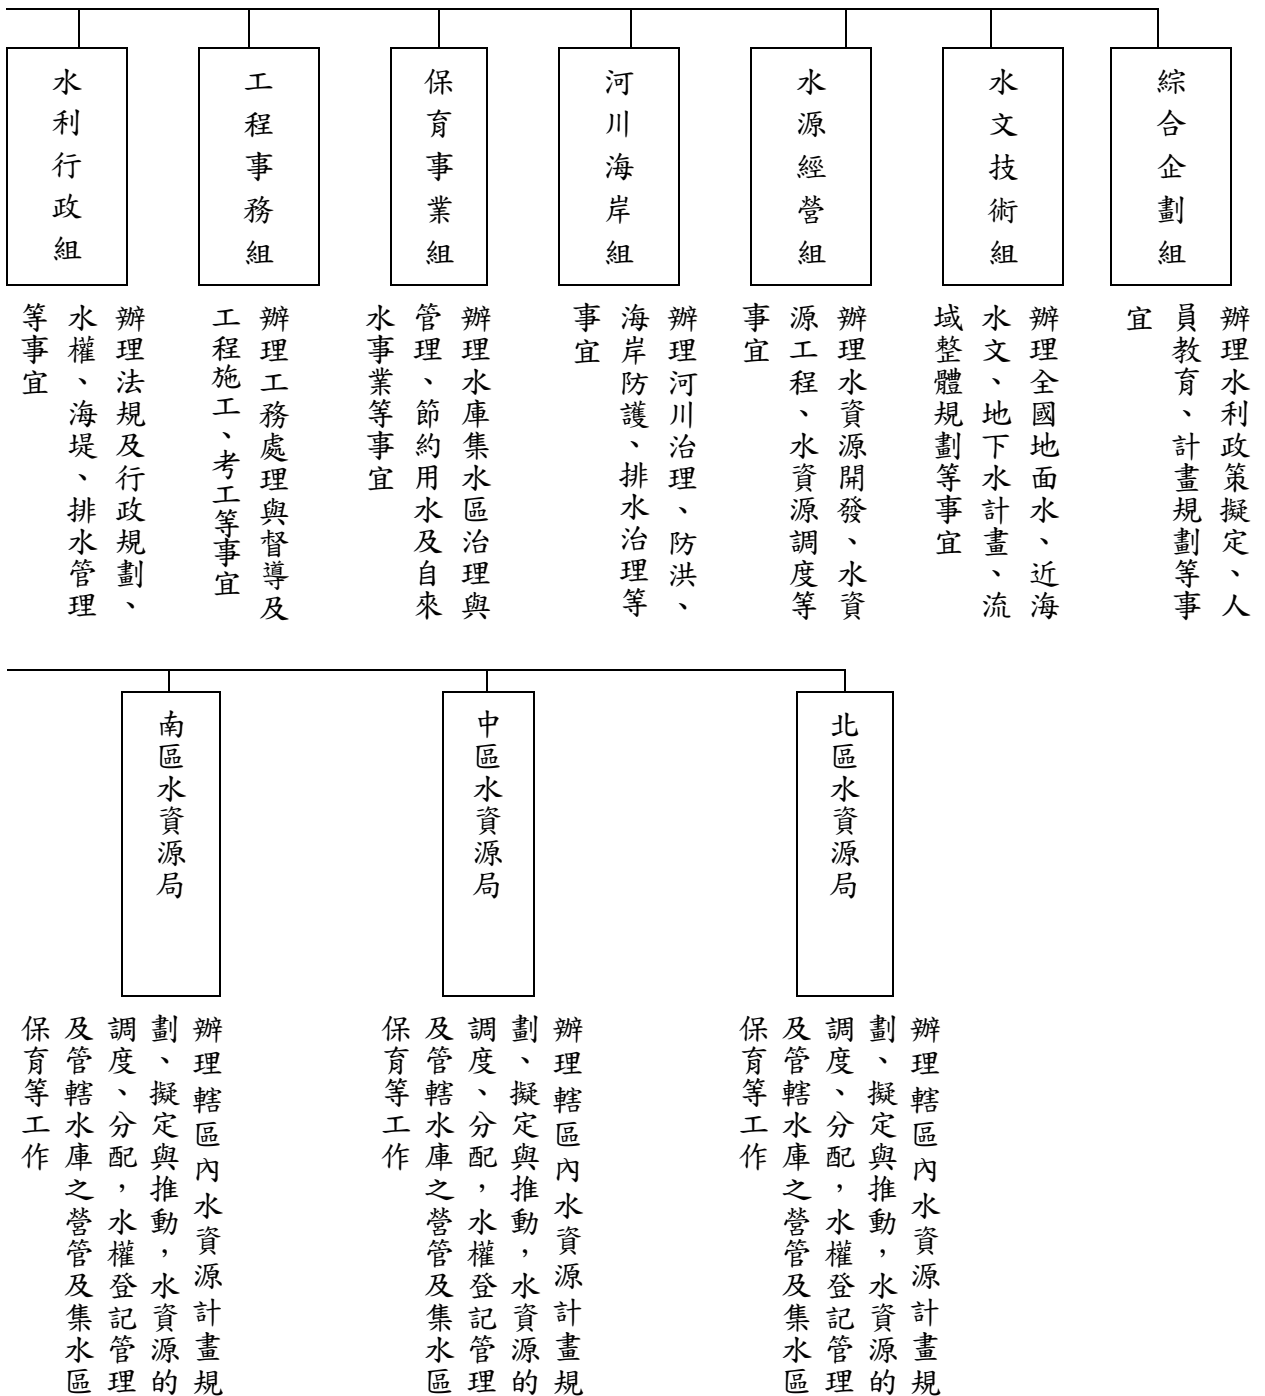 綜合企劃組
辦理水利政策擬定、人
員教育、計畫規劃等事
宜
水文技術組
辦理全國地面水、近海
水文、地下水計畫、流
域整體規劃等事宜
水源經營組
辦理水資源開發、水資
源工程、水資源調度等
事宜
河川海岸組
辦理河川治理、防洪、
海岸防護、排水治理等
事宜
保育事業組
辦理水庫集水區治理與
管理、節約用水及自來
水事業等事宜
工程事務組
辦理工務處理與督導及
工程施工、考工等事宜
水利行政組
辦理法規及行政規劃、
水權、海堤、排水管理
等事宜
北區水資源局
辦理轄區內水資源計畫規
劃、擬定與推動，水資源的
調度、分配，水權登記管理
及管轄水庫之營管及集水區
保育等工作
中區水資源局
辦理轄區內水資源計畫規
劃、擬定與推動，水資源的
調度、分配，水權登記管理
及管轄水庫之營管及集水區
保育等工作
南區水資源局
辦理轄區內水資源計畫規
劃、擬定與推動，水資源的
調度、分配，水權登記管理
及管轄水庫之營管及集水區
保育等工作